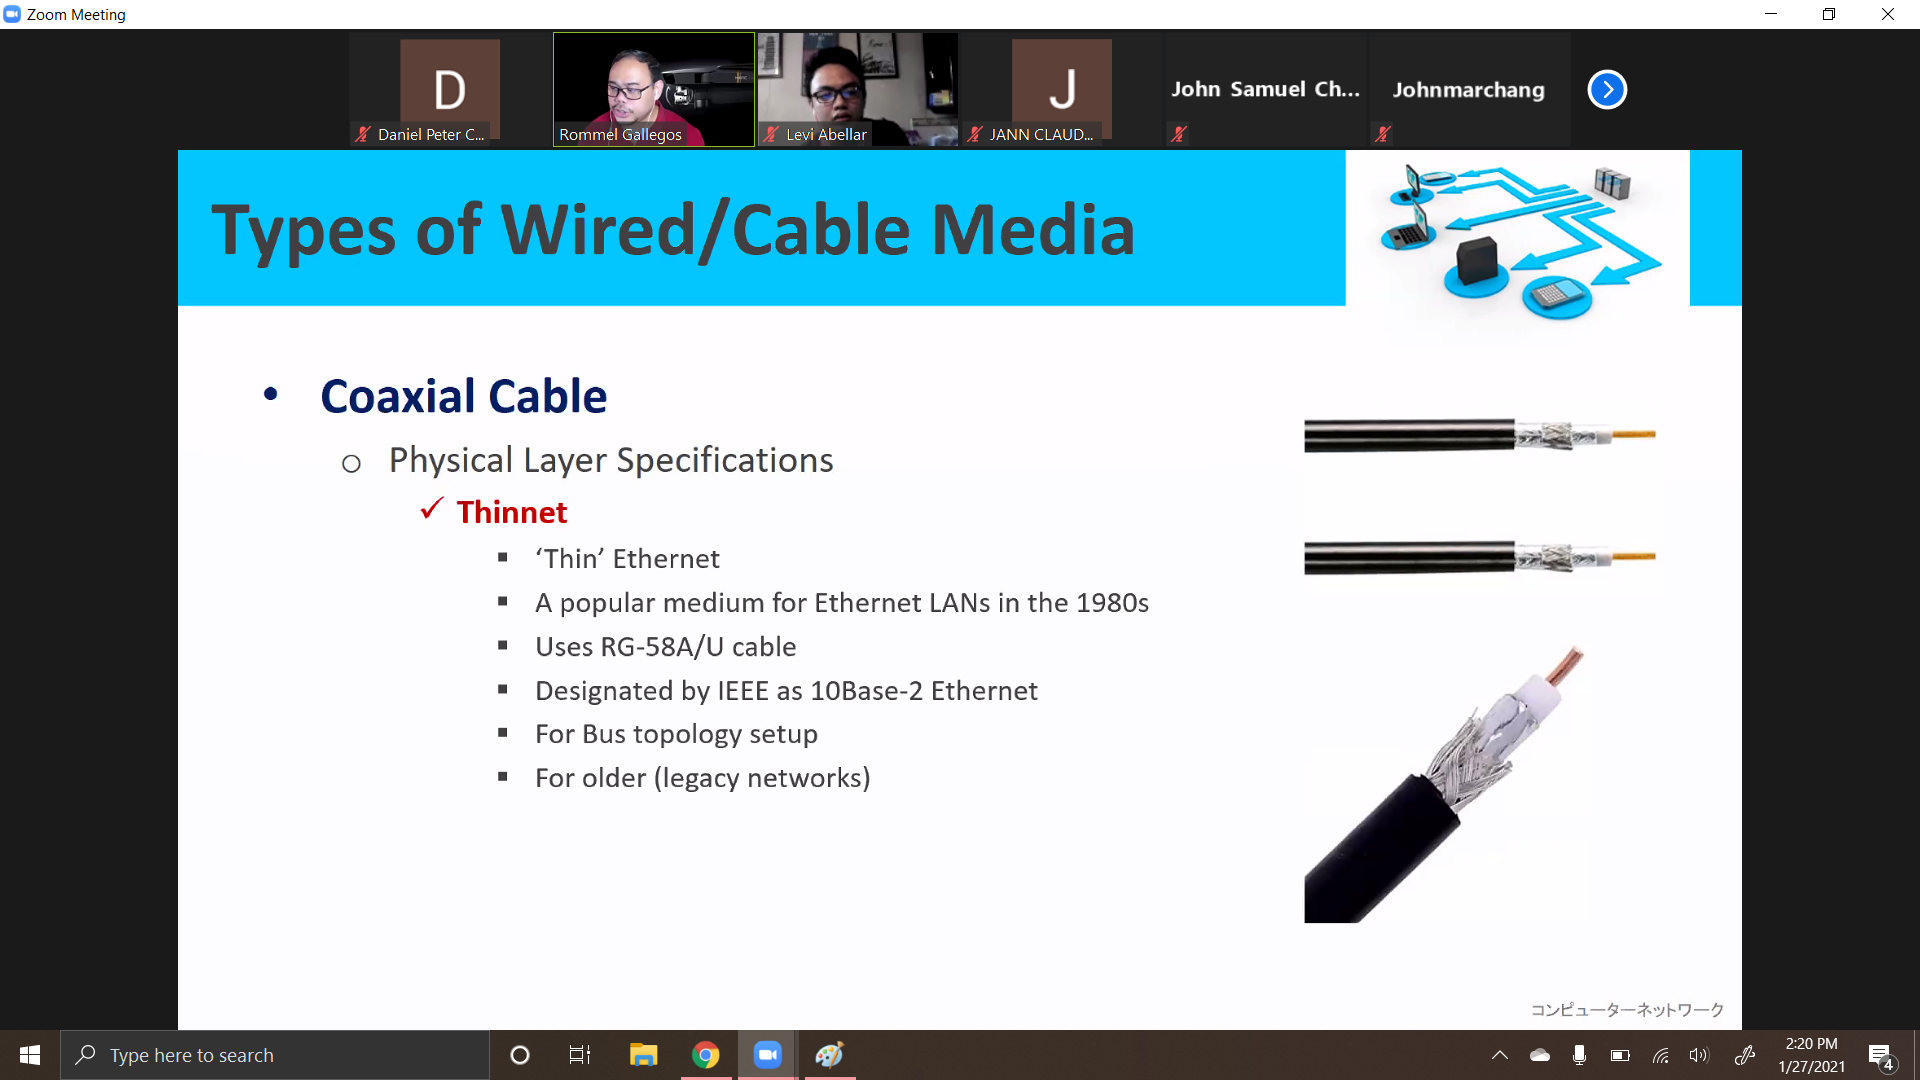 Zoom Meeting
D
Daniel Peter C...
Rommel Gallegos
Levi Abellar
J
JANN CLAUD...
John Samuel Ch...
Johnmarchang
Types of Wired/Cable Media
• Coaxial Cable
o Physical Layer Specifications
✓ Thinnet
▪ ‘Thin’ Ethernet
▪ A popular medium for Ethernet LANs in the 1980s
▪ Uses RG-58A/U cable
▪ Designated by IEEE as 10Base-2 Ethernet
▪ For Bus topology setup
▪ For older (legacy networks)
コンピューターネットワーク
Type here to search
2:20 PM
1/27/2021
4